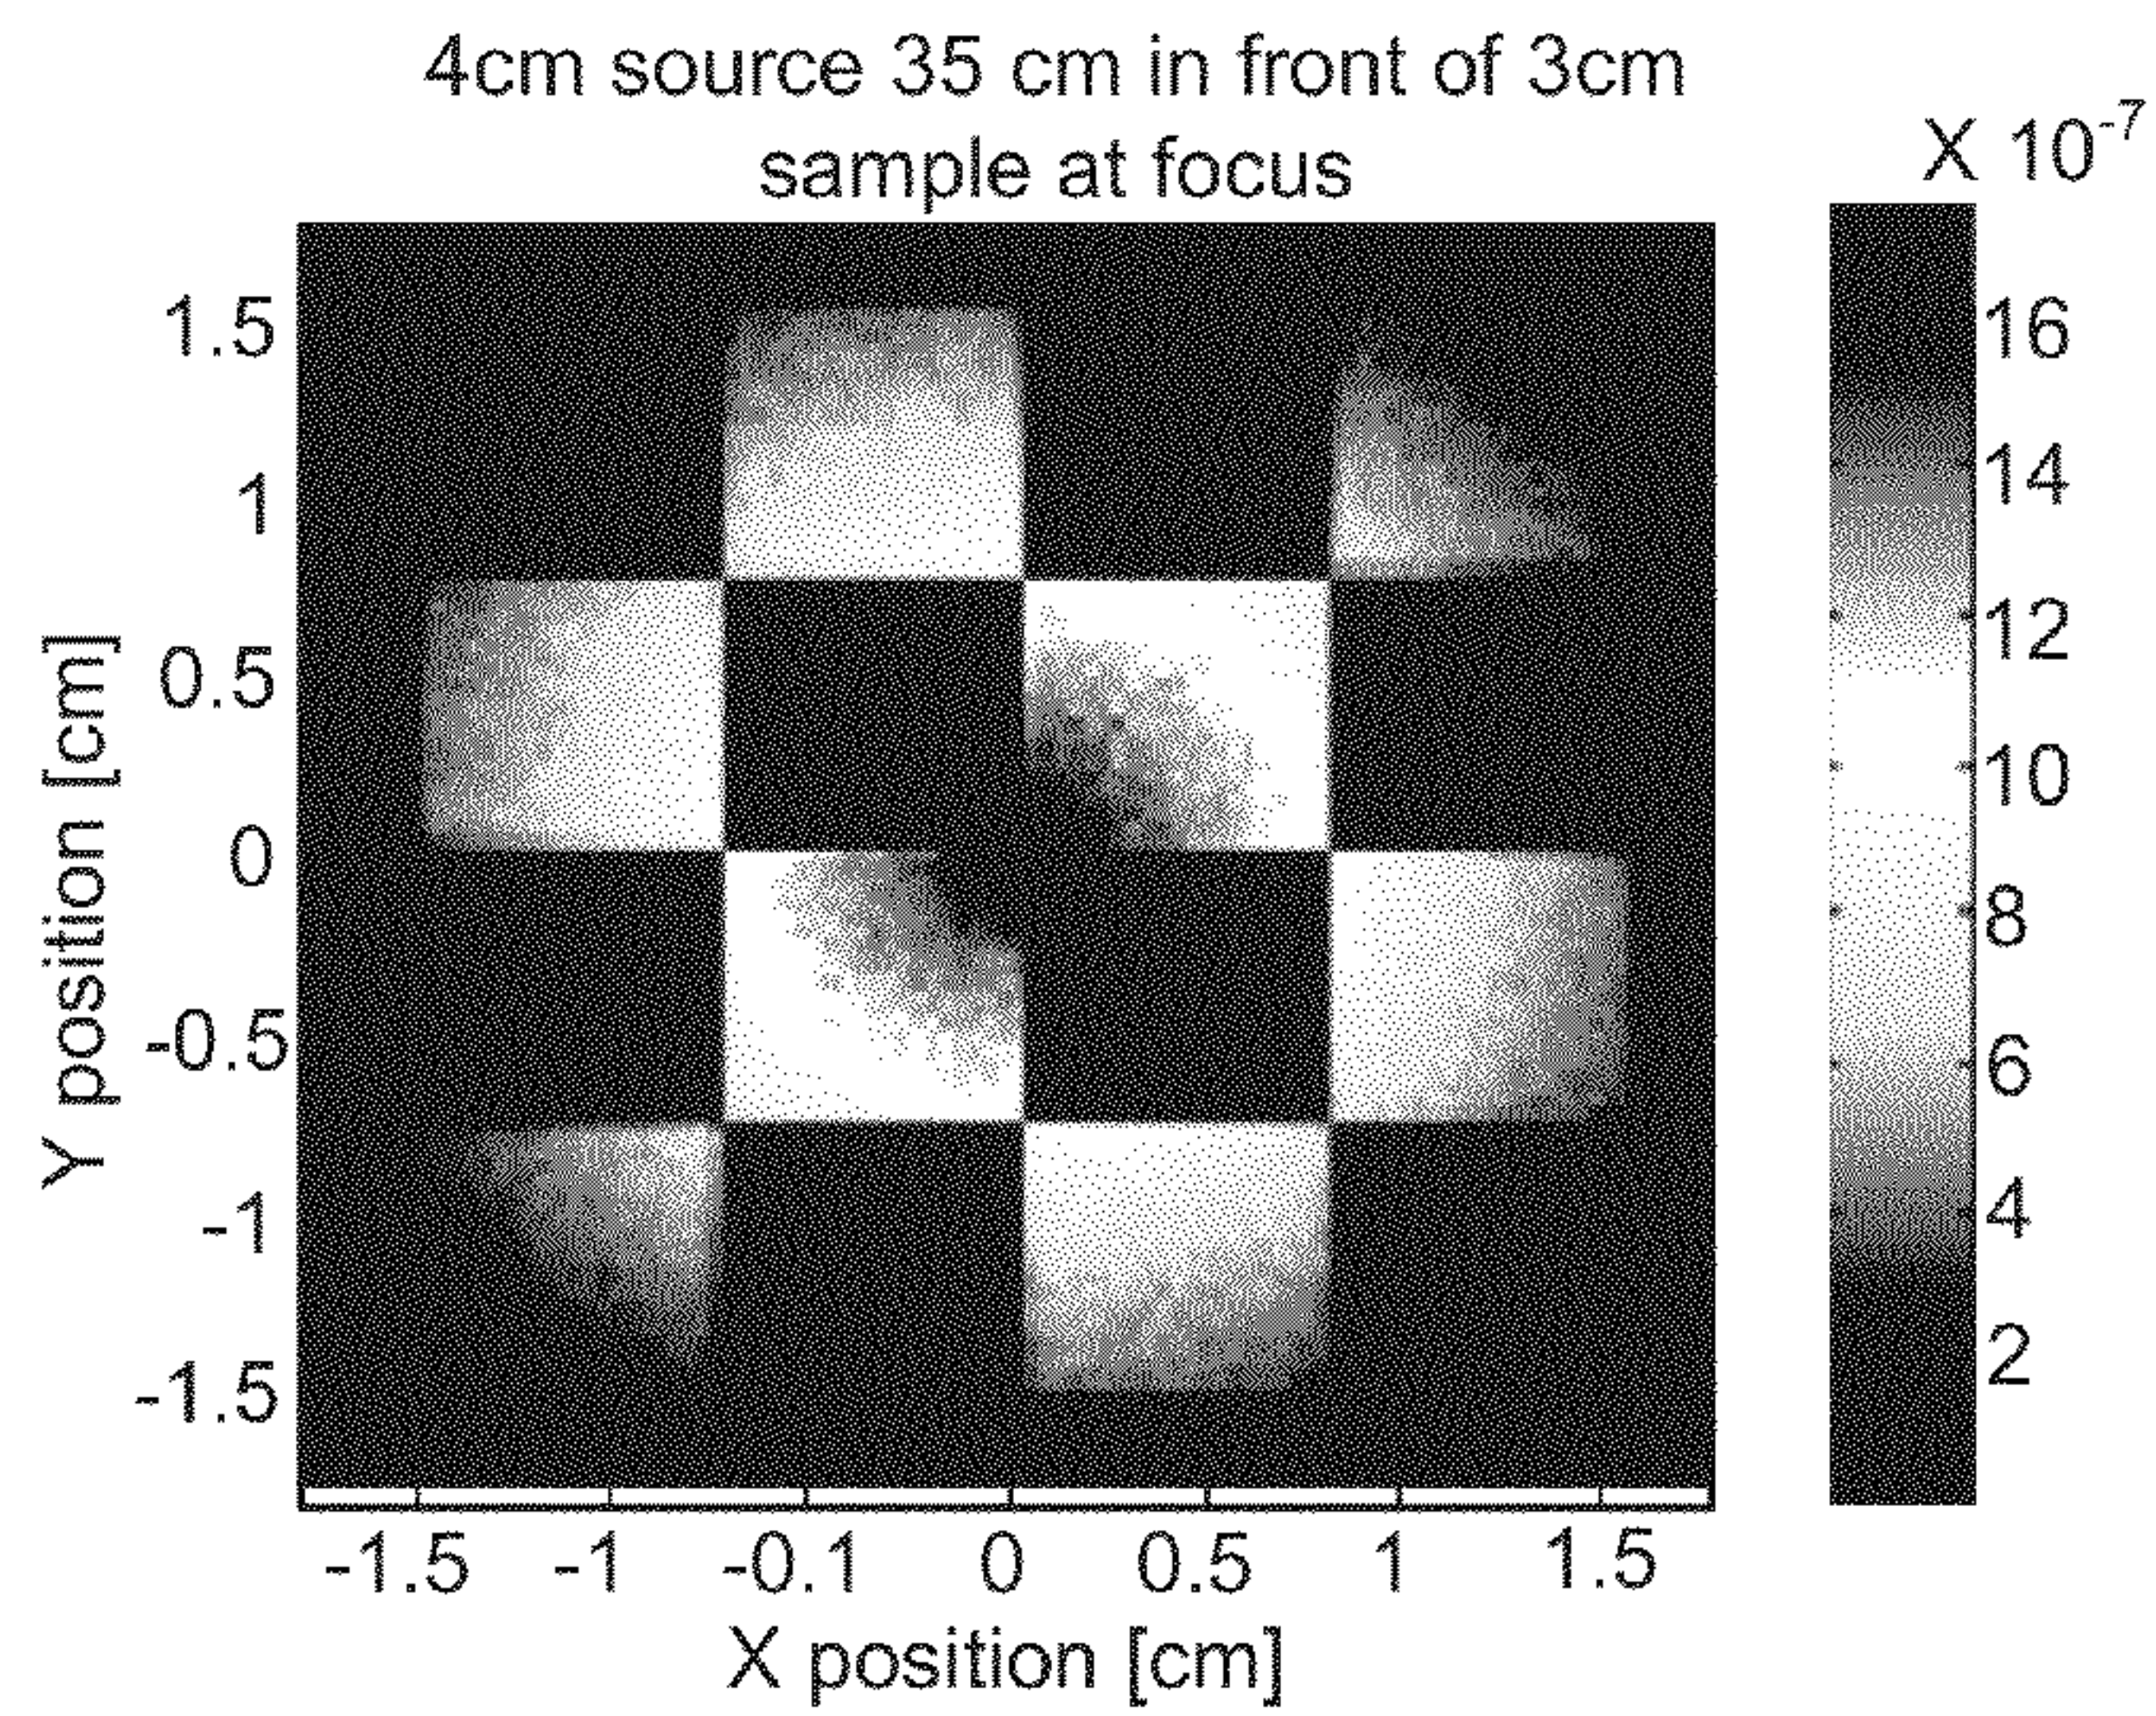 4cm source 35 cm in front of 3cm
sample at focus
X 10-7
1.5
1
0.5
0
-0.5
-1
-1.5
Y position [cm]
16
14
12
10
8
6
4
2
-1.5 -1 -0.1 0 0.5 1 1.5
X position [cm]